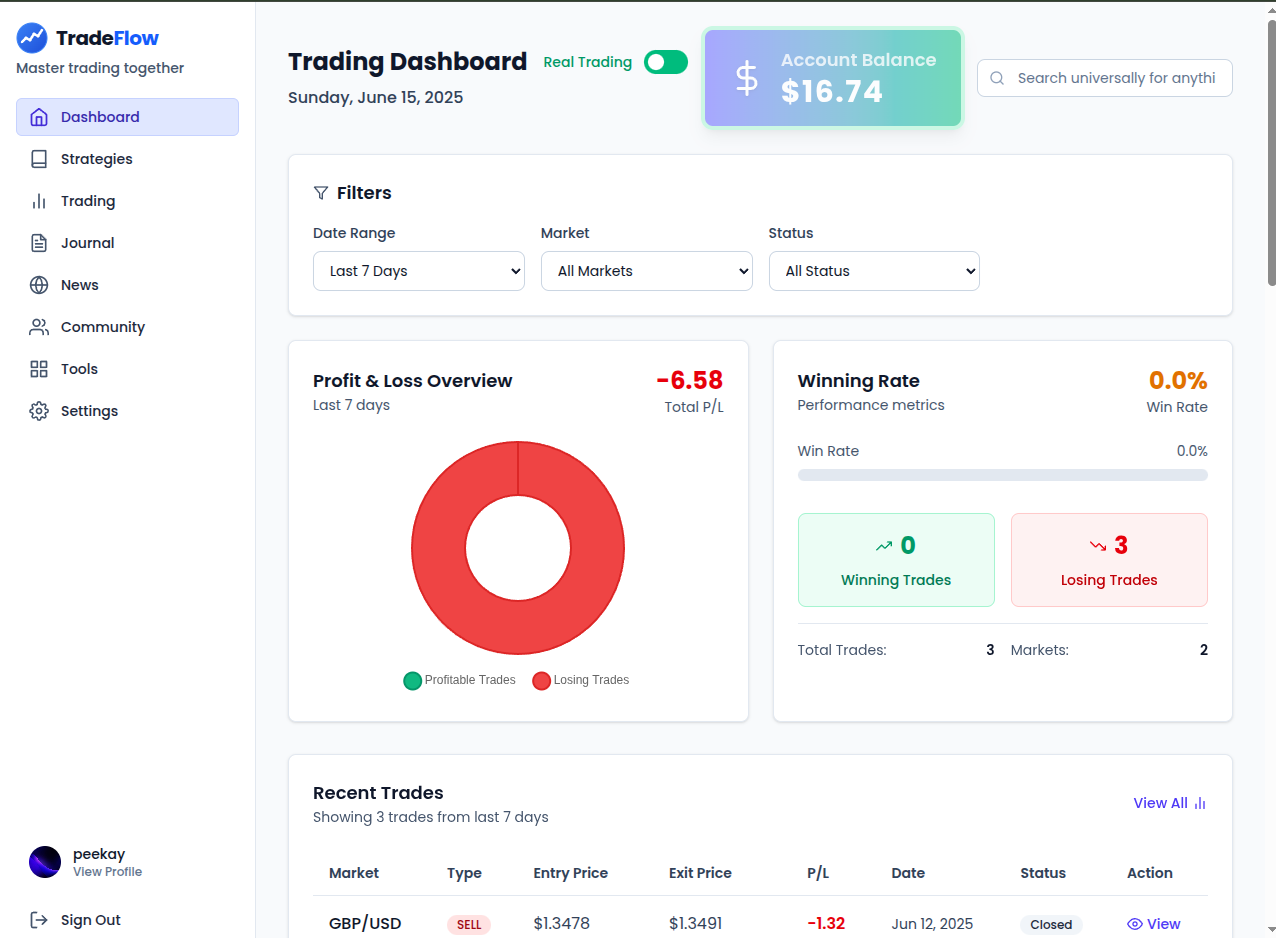 TradeFlow
Master trading together
Dashboard
Strategies
Trading
Journal
News
Community
Tools
Settings
peekay
View Profile
Sign Out
Trading Dashboard
Real Trading
Sunday, June 15, 2025
Account Balance
$
$16.74
Search universally for anythi
Filters
Date Range
Market
Status
Last 7 Days
All Markets
All Status
Profit & Loss Overview
-6.58
Last 7 days
Total P/L
Profitable Trades
Losing Trades
Winning Rate
0.0%
Performance metrics
Win Rate
Win Rate
0.0%
0
Winning Trades
3
Losing Trades
Total Trades: 3
Markets: 2
Recent Trades
Showing 3 trades from last 7 days
View All
Market Type Entry Price Exit Price P/L Date Status Action
GBP/USD SELL $1.3478 $1.3491 -1.32 Jun 12, 2025 Closed View